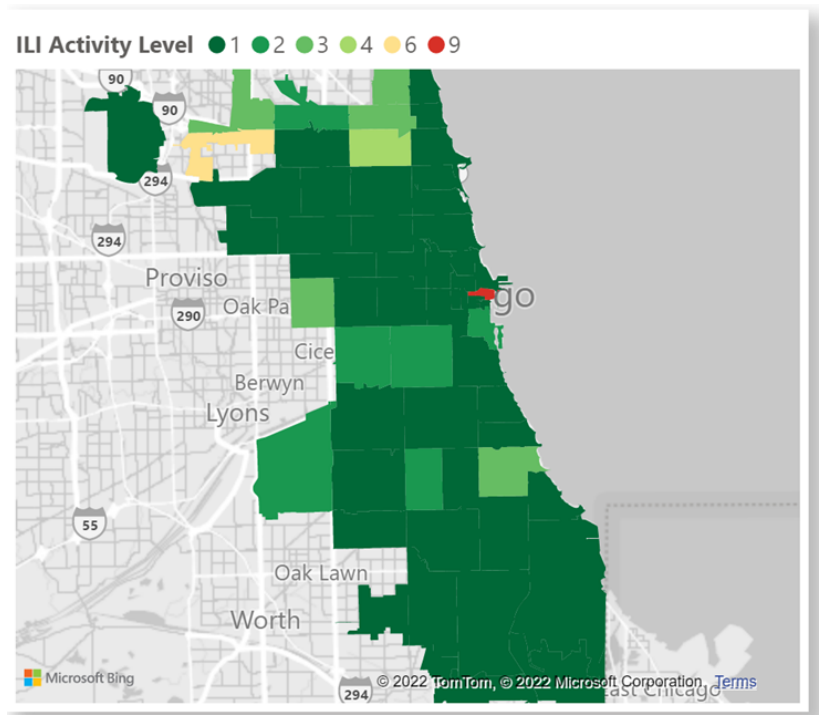 ILI Activity Level 1 2 3 4 6 9
90
90
294
294
Proviso
290
Oak Pa
go
Cice
Berwyn
Lyons
55
Oak Lawn
Worth
Microsoft Bing
294
© 2022 TomTom, © 2022 Microsoft Corporation, Terms
East Chicago